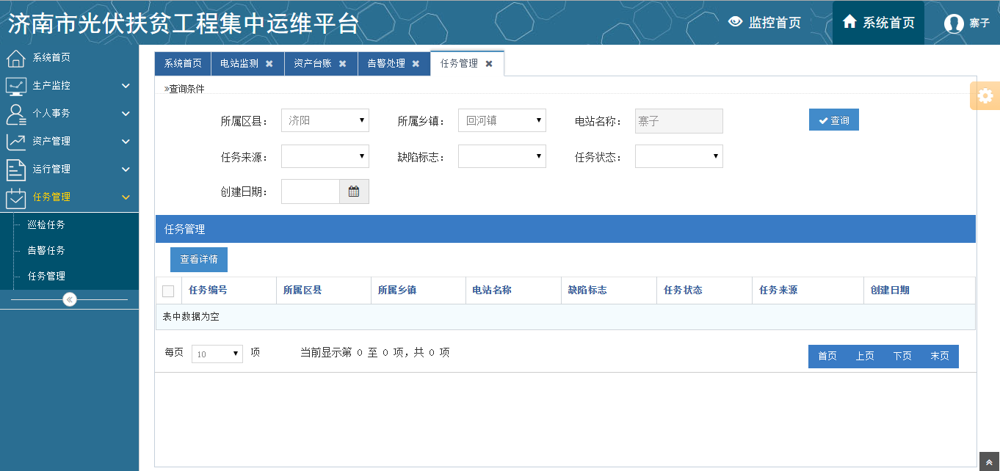 济南市光伏扶贫工程集中运维平台
监控首页
系统首页
寨子
系统首页
生产监控
个人事务
资产管理
运行管理
任务管理
巡检任务
告警任务
任务管理
系统首页 电站监测 资产台账 告警处理 任务管理
»查询条件
所属区县： 济阳 所属乡镇： 回河镇 电站名称： 寨子 查询
任务来源： 缺陷标志： 任务状态：
创建日期：
任务管理
查看详情
任务编号 所属区县 所属乡镇 电站名称 缺陷标志 任务状态 任务来源 创建日期
表中数据为空
每页 10 项 当前显示第 0 至 0 项，共 0 项
首页 上页 下页 末页